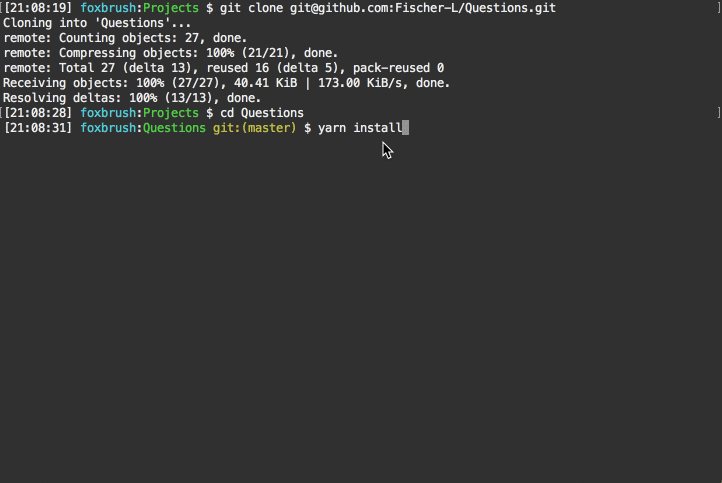 [[21:08:19] foxbrush:Projects $ git clone git@github.com:Fischer-L/Questions.git ]
Cloning into 'Questions'...
remote: Counting objects: 27, done.
remote: Compressing objects: 100% (21/21), done.
remote: Total 27 (delta 13), reused 16 (delta 5), pack-reused 0
Receiving objects: 100% (27/27), 40.41 KiB | 173.00 KiB/s, done.
Resolving deltas: 100% (13/13), done.
[[21:08:28] foxbrush:Projects $ cd Questions ]
[21:08:31] foxbrush:Questions git:(master) $ yarn install